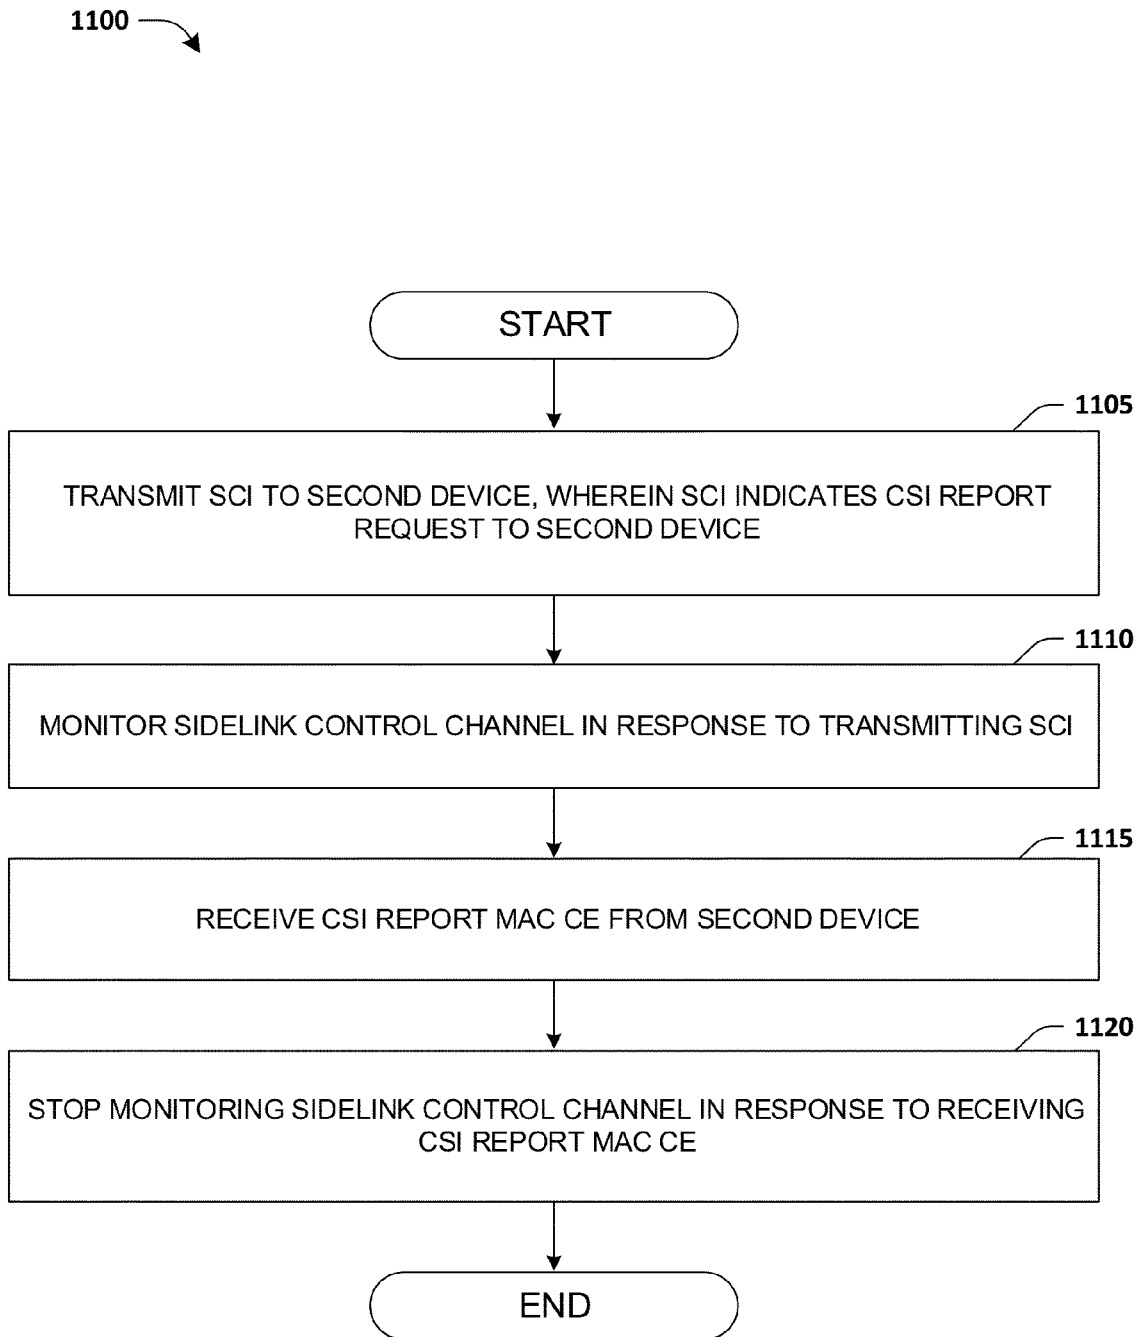 1100
START
1105
TRANSMIT SCI TO SECOND DEVICE, WHEREIN SCI INDICATES CSI REPORT
REQUEST TO SECOND DEVICE
1110
MONITOR SIDELINK CONTROL CHANNEL IN RESPONSE TO TRANSMITTING SCI
1115
RECEIVE CSI REPORT MAC CE FROM SECOND DEVICE
1120
STOP MONITORING SIDELINK CONTROL CHANNEL IN RESPONSE TO RECEIVING
CSI REPORT MAC CE
END